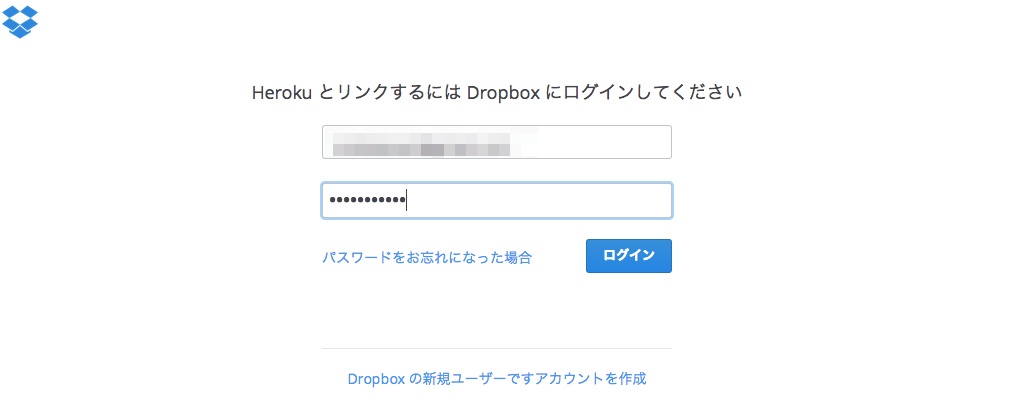 Heroku とリンクするには Dropbox にログインしてください
•••••••••••
パスワードをお忘れになった場合
ログイン
Dropbox の新規ユーザーですアカウントを作成